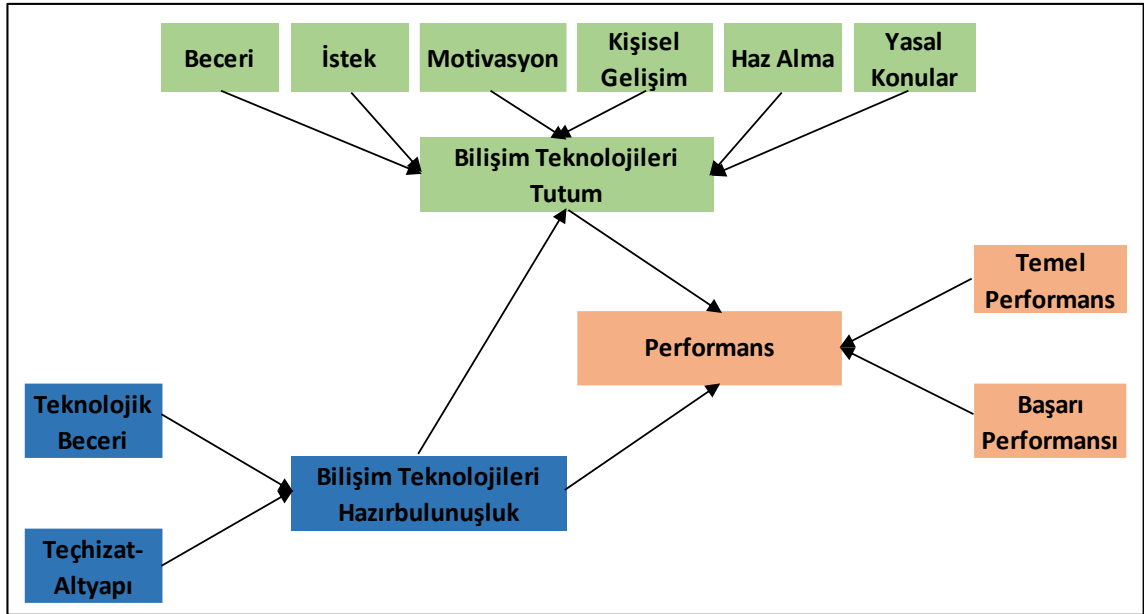 Beceri
İstek
Motivasyon
Kişisel
Gelişim
Haz Alma
Yasal
Konular
Bilişim Teknolojileri
Tutum
Temel
Performans
Performans
Başarı
Performansı
Teknolojik
Beceri
Bilişim Teknolojileri
Hazırbulunuşluk
Teçhizat-
Altyapı